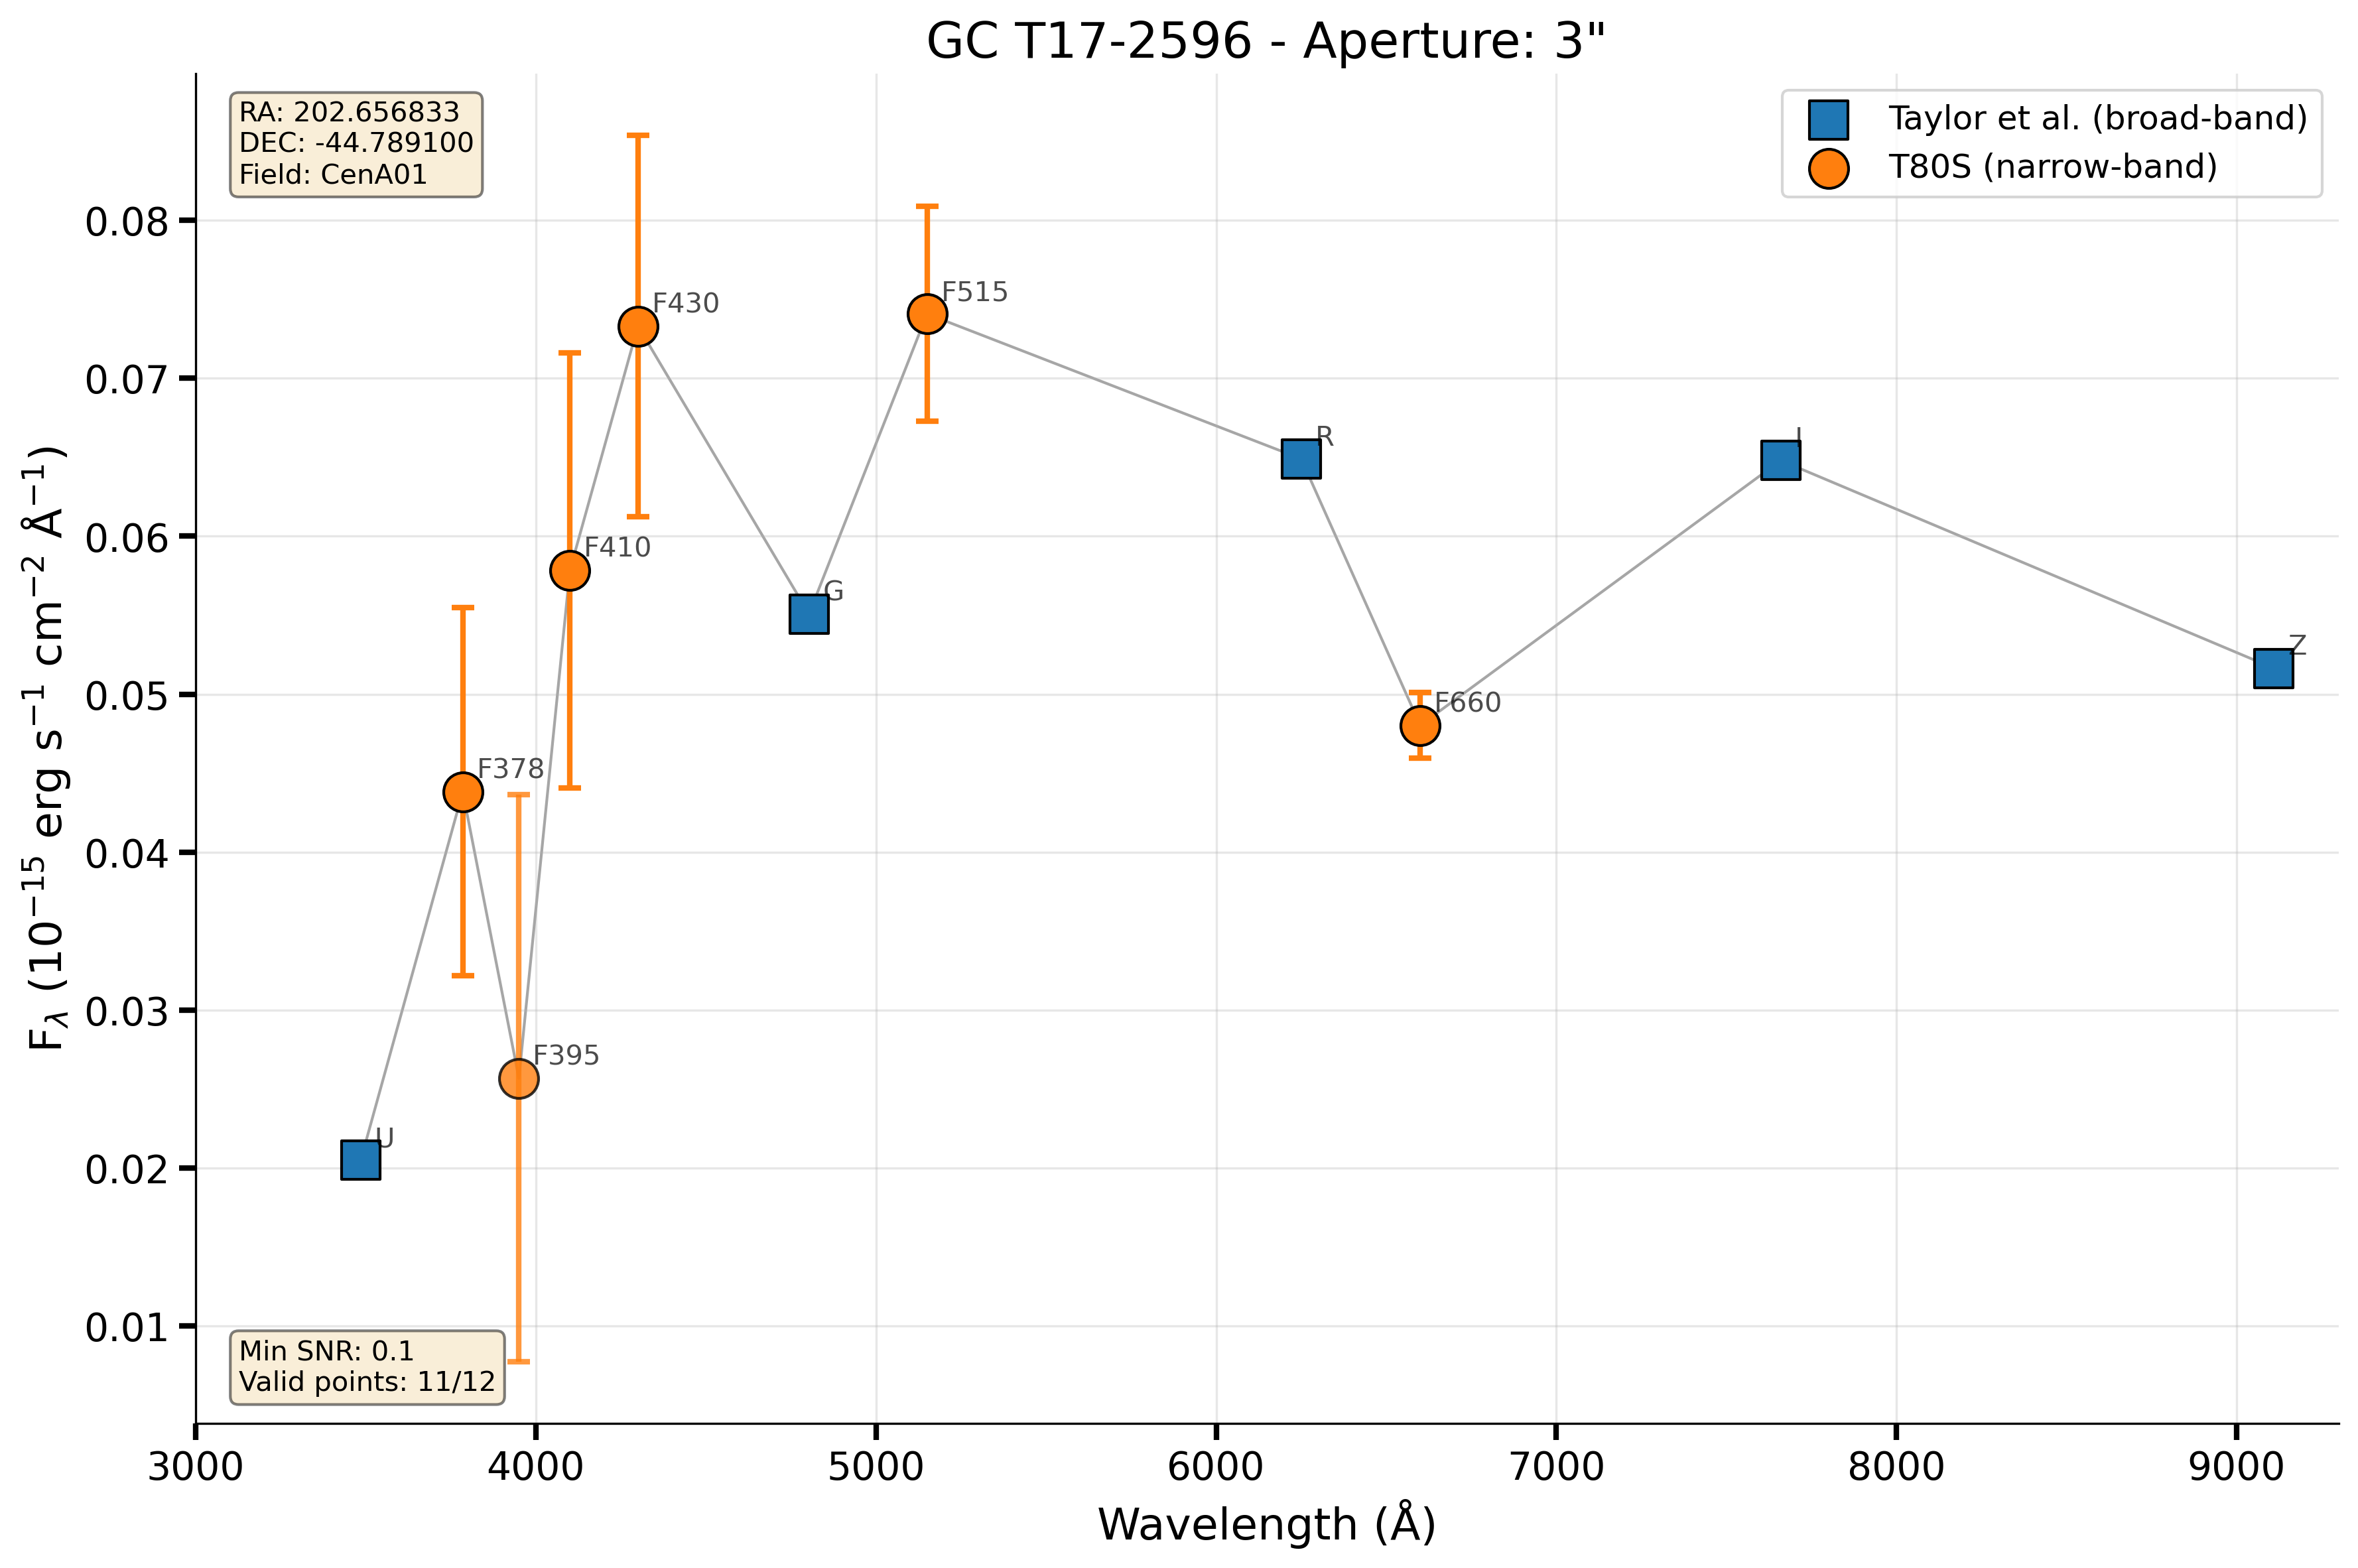 GC T17-2596 - Aperture: 3"
RA: 202.656833
DEC: -44.789100
Field: CenA01
Taylor et al. (broad-band)
T80S (narrow-band)
F430
F515
F410
R
I
G
Z
F660
F378
F395
U
Min SNR: 0.1
Valid points: 11/12
0.08
0.07
0.06
0.05
0.04
0.03
0.02
0.01
F_λ (10⁻¹⁵ erg s⁻¹ cm⁻² Å⁻¹)
3000 4000 5000 6000 7000 8000 9000
Wavelength (Å)